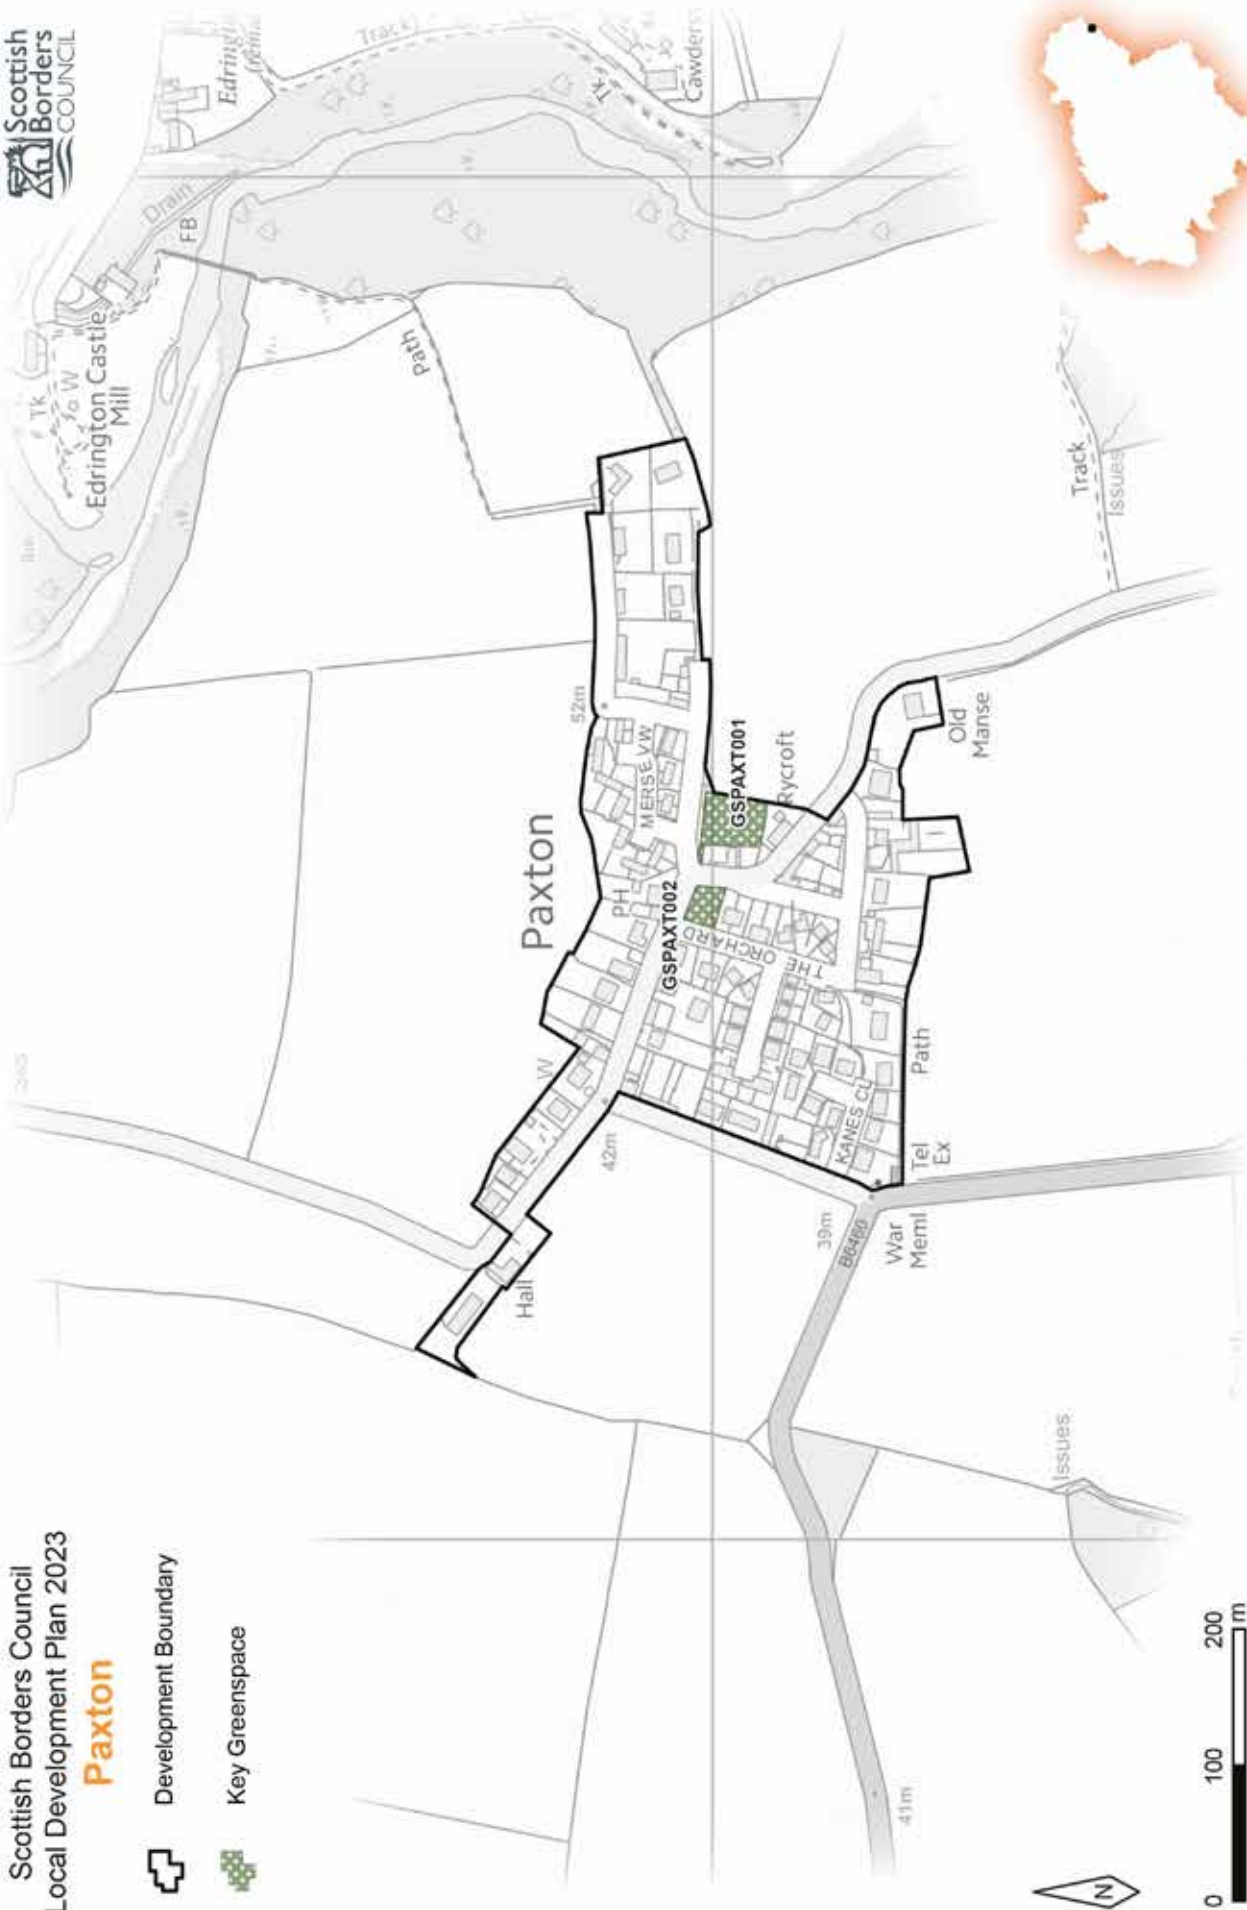 Scottish Borders Council
Local Development Plan 2023
Paxton
Development Boundary
Key Greenspace
Scottish
Borders
COUNCIL
Track
Drain
FB
Tk
W
Edrington Castle
Mill
Path
Tk
Paxton
52m
MERSE VW
PH
GSPAXT002
GSPAXT001
Rycroft
THE ORCHARD
W
42m
Hall
KANES CL
Path
Tel
Ex
Old
Manse
39m
B6460
War
Meml
Track
Issues
Issues
41m
N
0
100
200
m